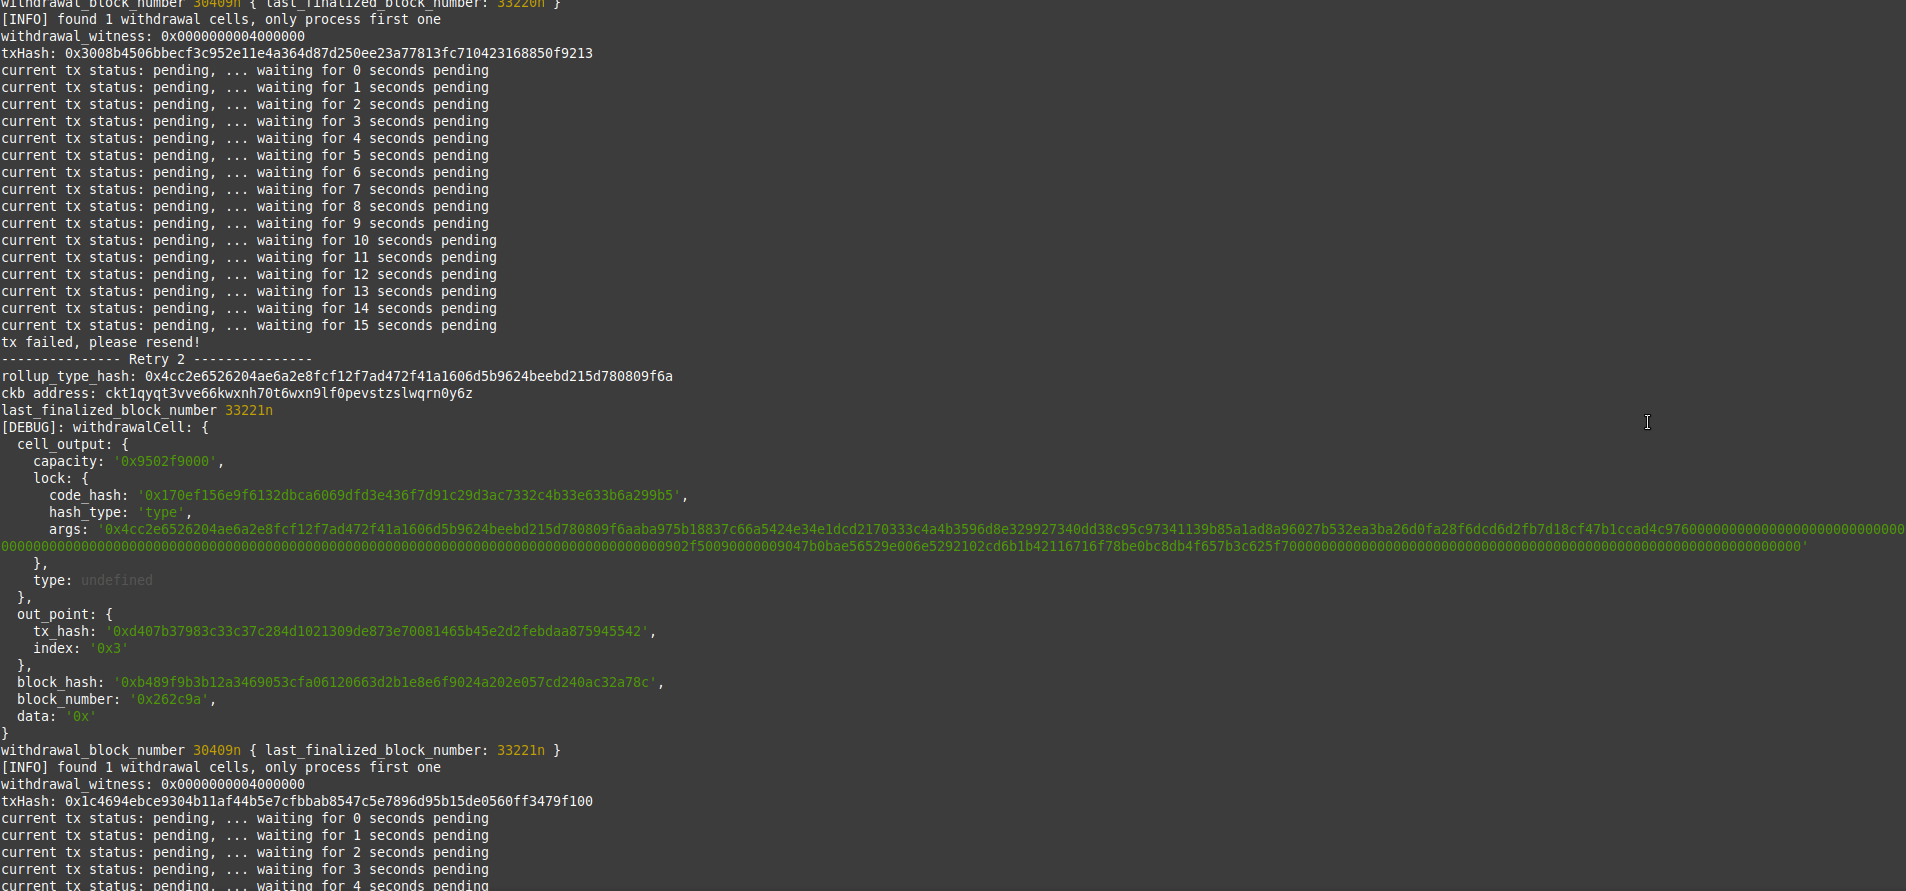 withdrawal_block_number 30409n { last_finalized_block_number: 33220n }
[INFO] found 1 withdrawal cells, only process first one
withdrawal_witness: 0x0000000004000000
txHash: 0x3008b4506bbecf3c952e11e4a364d87d250ee23a77813fc710423168850f9213
current tx status: pending, ... waiting for 0 seconds pending
current tx status: pending, ... waiting for 1 seconds pending
current tx status: pending, ... waiting for 2 seconds pending
current tx status: pending, ... waiting for 3 seconds pending
current tx status: pending, ... waiting for 4 seconds pending
current tx status: pending, ... waiting for 5 seconds pending
current tx status: pending, ... waiting for 6 seconds pending
current tx status: pending, ... waiting for 7 seconds pending
current tx status: pending, ... waiting for 8 seconds pending
current tx status: pending, ... waiting for 9 seconds pending
current tx status: pending, ... waiting for 10 seconds pending
current tx status: pending, ... waiting for 11 seconds pending
current tx status: pending, ... waiting for 12 seconds pending
current tx status: pending, ... waiting for 13 seconds pending
current tx status: pending, ... waiting for 14 seconds pending
current tx status: pending, ... waiting for 15 seconds pending
tx failed, please resend!
--------------- Retry 2 ---------------
rollup_type_hash: 0x4cc2e6526204ae6a2e8fcf12f7ad472f41a1606d5b9624beebd215d780809f6a
ckb address: ckt1qyqt3vve66kwxnh70t6wxn9lf0pevstzslwqrn0y6z
last_finalized_block_number 33221n
[DEBUG]: withdrawalCell: {
  cell_output: {
    capacity: '0x9502f9000',
    lock: {
      code_hash: '0x170ef156e9f6132dbca6069dfd3e436f7d91c29d3ac7332c4b33e633b6a299b5',
      hash_type: 'type',
      args: '0x4cc2e6526204ae6a2e8fcf12f7ad472f41a1606d5b9624beebd215d780809f6aaba975b18837c66a5424e34e1dcd2170333c4a4b3596d8e329927340dd38c95c97341139b85a1ad8a96027b532ea3ba26d0fa28f6dcd6d2fb7d18cf47b1ccad4c976000000000000000000000000000
00000000000000000000000000000000000000000000000000000000000000000000000000000000000902f50090000009047b0bae56529e006e5292102cd6b1b42116716f78be0bc8db4f657b3c625f70000000000000000000000000000000000000000000000000000000000000000'
    },
    type: undefined
  },
  out_point: {
    tx_hash: '0xd407b37983c33c37c284d1021309de873e70081465b45e2d2febdaa875945542',
    index: '0x3'
  },
  block_hash: '0xb489f9b3b12a3469053cfa06120663d2b1e8e6f9024a202e057cd240ac32a78c',
  block_number: '0x262c9a',
  data: '0x'
}
withdrawal_block_number 30409n { last_finalized_block_number: 33221n }
[INFO] found 1 withdrawal cells, only process first one
withdrawal_witness: 0x0000000004000000
txHash: 0x1c4694ebce9304b11af44b5e7cfbbab8547c5e7896d95b15de0560ff3479f100
current tx status: pending, ... waiting for 0 seconds pending
current tx status: pending, ... waiting for 1 seconds pending
current tx status: pending, ... waiting for 2 seconds pending
current tx status: pending, ... waiting for 3 seconds pending
current tx status: pending, ... waiting for 4 seconds pending